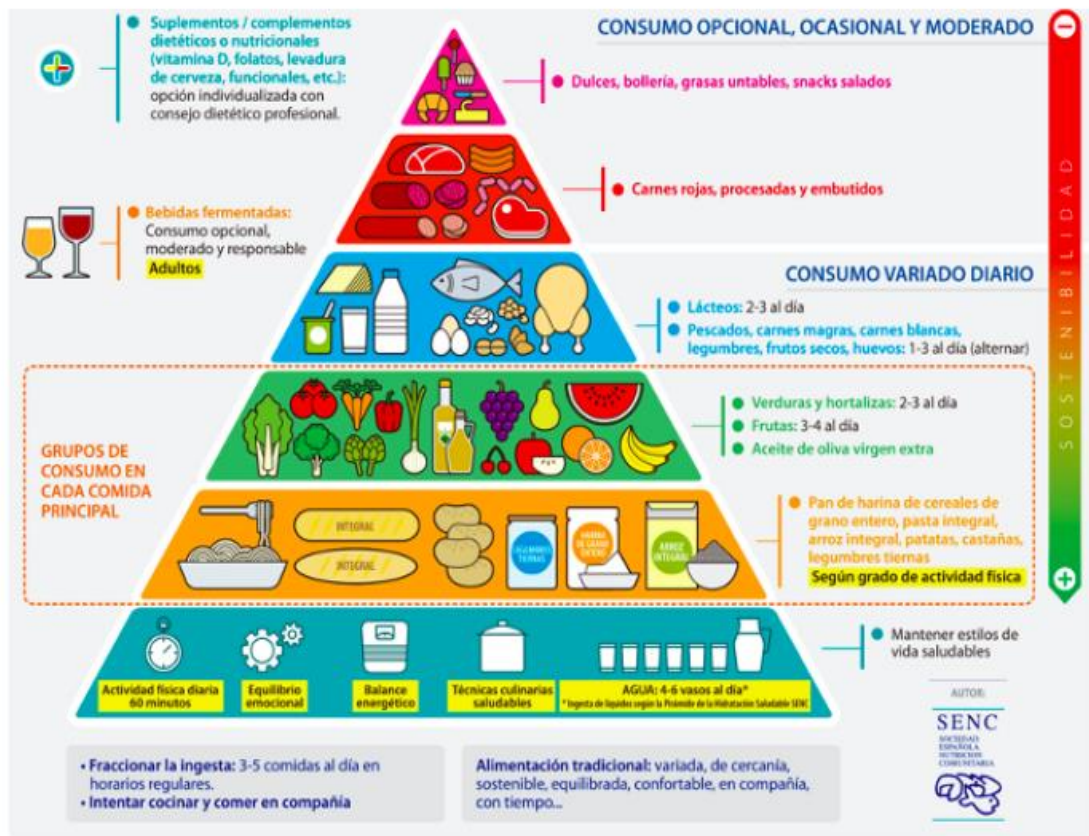 Suplementos / complementos
dietéticos o nutricionales
(vitamina D, folatos, levadura
de cerveza, funcionales, etc.):
opción individualizada con
consejo dietético profesional.
CONSUMO OPCIONAL, OCASIONAL Y MODERADO
Dulces, bollería, grasas untables, snacks salados
Carnes rojas, procesadas y embutidos
Bebidas fermentadas:
Consumo opcional,
moderado y responsable
Adultos
CONSUMO VARIADO DIARIO
Lácteos: 2-3 al día
Pescados, carnes magras, carnes blancas,
legumbres, frutos secos, huevos: 1-3 al día (alternar)
SOSTENIBILIDAD
GRUPOS DE
CONSUMO EN
CADA COMIDA
PRINCIPAL
Verduras y hortalizas: 2-3 al día
Frutas: 3-4 al día
Aceite de oliva virgen extra
INTEGRAL
INTEGRAL
LEGUMBRES
TIERNAS
HARINA
DE GRANO
ENTERO
ARROZ
INTEGRAL
Pan de harina de cereales de
grano entero, pasta integral,
arroz integral, patatas, castañas,
legumbres tiernas
Según grado de actividad física
Actividad física diaria
60 minutos
Equilibrio
emocional
Balance
energético
Técnicas culinarias
saludables
AGUA: 4-6 vasos al día*
* Ingesta de líquidos según la Pirámide de la Hidratación Saludable SENC
Mantener estilos de
vida saludables
• Fraccionar la ingesta: 3-5 comidas al día en
horarios regulares.
• Intentar cocinar y comer en compañía
Alimentación tradicional: variada, de cercanía,
sostenible, equilibrada, confortable, en compañía,
con tiempo...
AUTOR:
SENC
SOCIEDAD
ESPAÑOLA
NUTRICION
COMUNITARIA